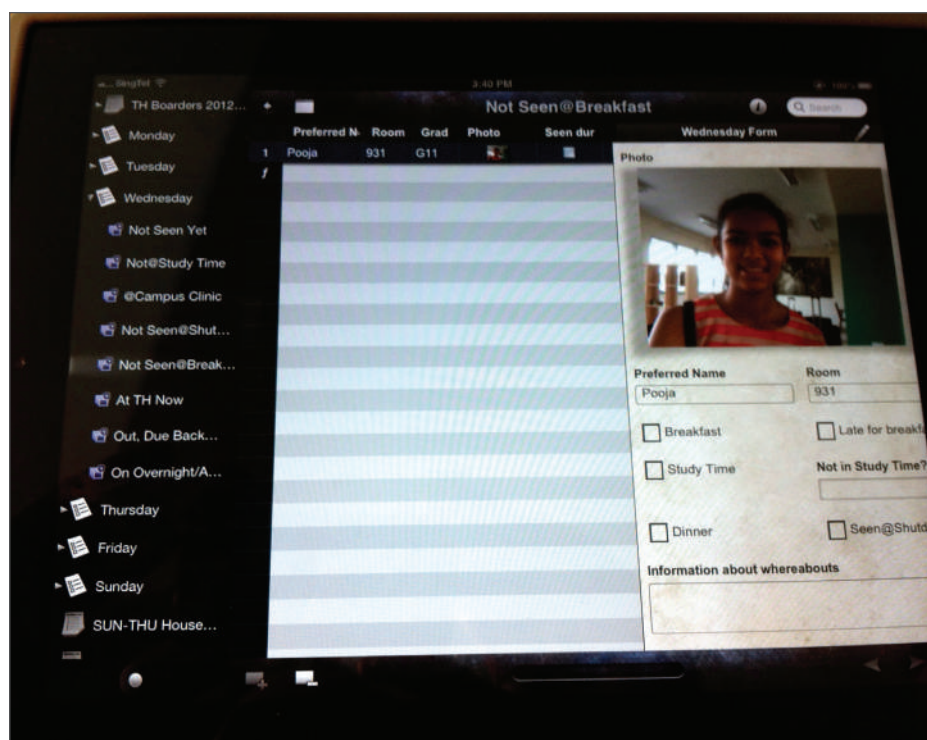 SingTel
3:40 PM
TH Boarders 2012...
Monday
Tuesday
Wednesday
Not Seen Yet
Not@Study Time
@Campus Clinic
Not Seen@Shut...
Not Seen@Break...
At TH Now
Out, Due Back...
On Overnight/A...
Thursday
Friday
Sunday
SUN-THU House...
Not Seen@Breakfast
Search
Preferred N Room Grad Photo Seen dur
1 Pooja 931 G11
Wednesday Form
Photo
Preferred Name Room
Pooja 931
Breakfast Late for breakfa
Study Time Not in Study Time?
Dinner Seen@Shutd
Information about whereabouts